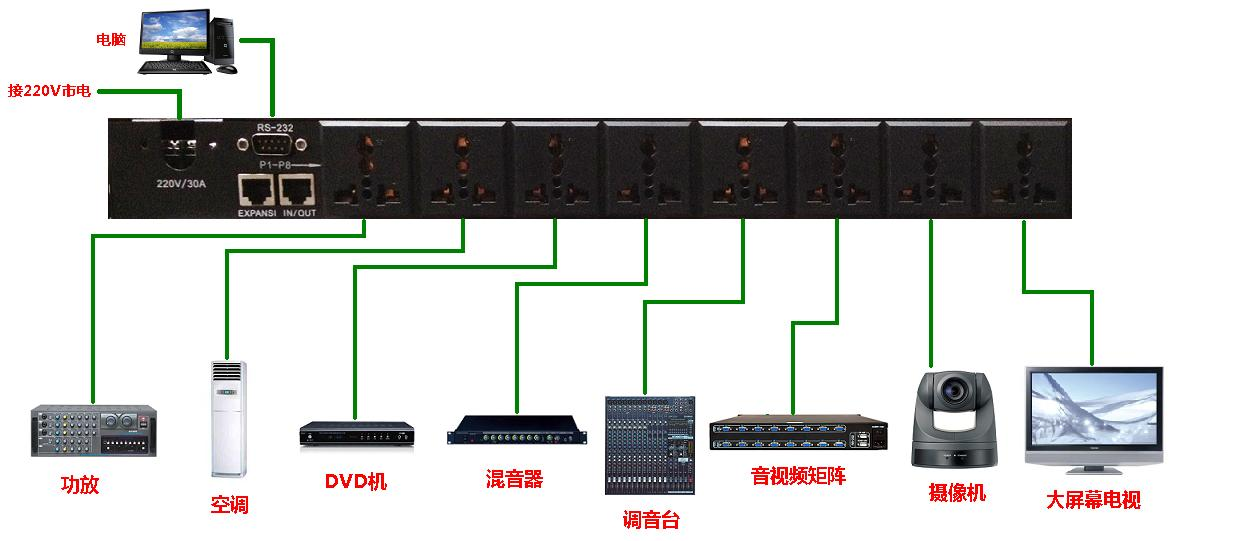 电脑
接220V市电
RS-232
P1-P8
220V/30A
EXPANSI IN/OUT
功放
空调
DVD机
混音器
调音台
音视频矩阵
摄像机
大屏幕电视